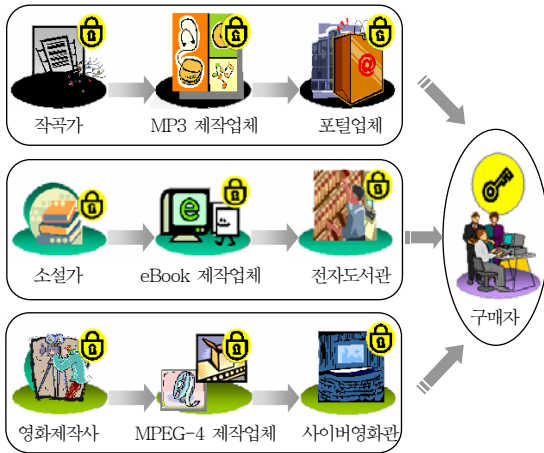 작곡가
MP3 제작업체
포털업체
소설가
eBook 제작업체
전자도서관
구매자
영화제작사
MPEG-4 제작업체
사이버영화관